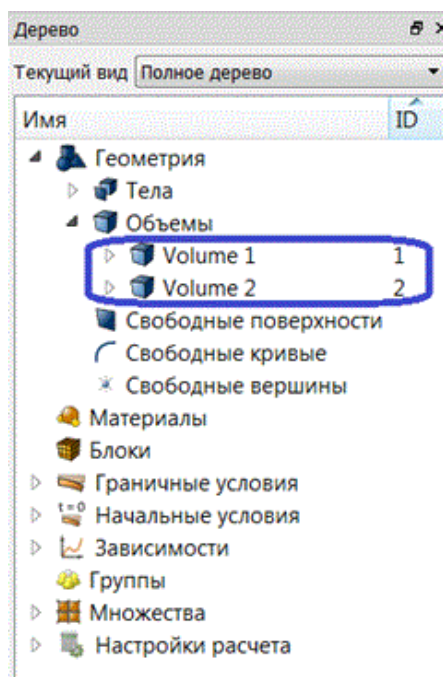 Дерево
Текущий вид Полное дерево
Имя ID
Геометрия
Тела
Объемы
Volume 1 1
Volume 2 2
Свободные поверхности
Свободные кривые
Свободные вершины
Материалы
Блоки
Граничные условия
t=0 Начальные условия
Зависимости
Группы
Множества
Настройки расчета